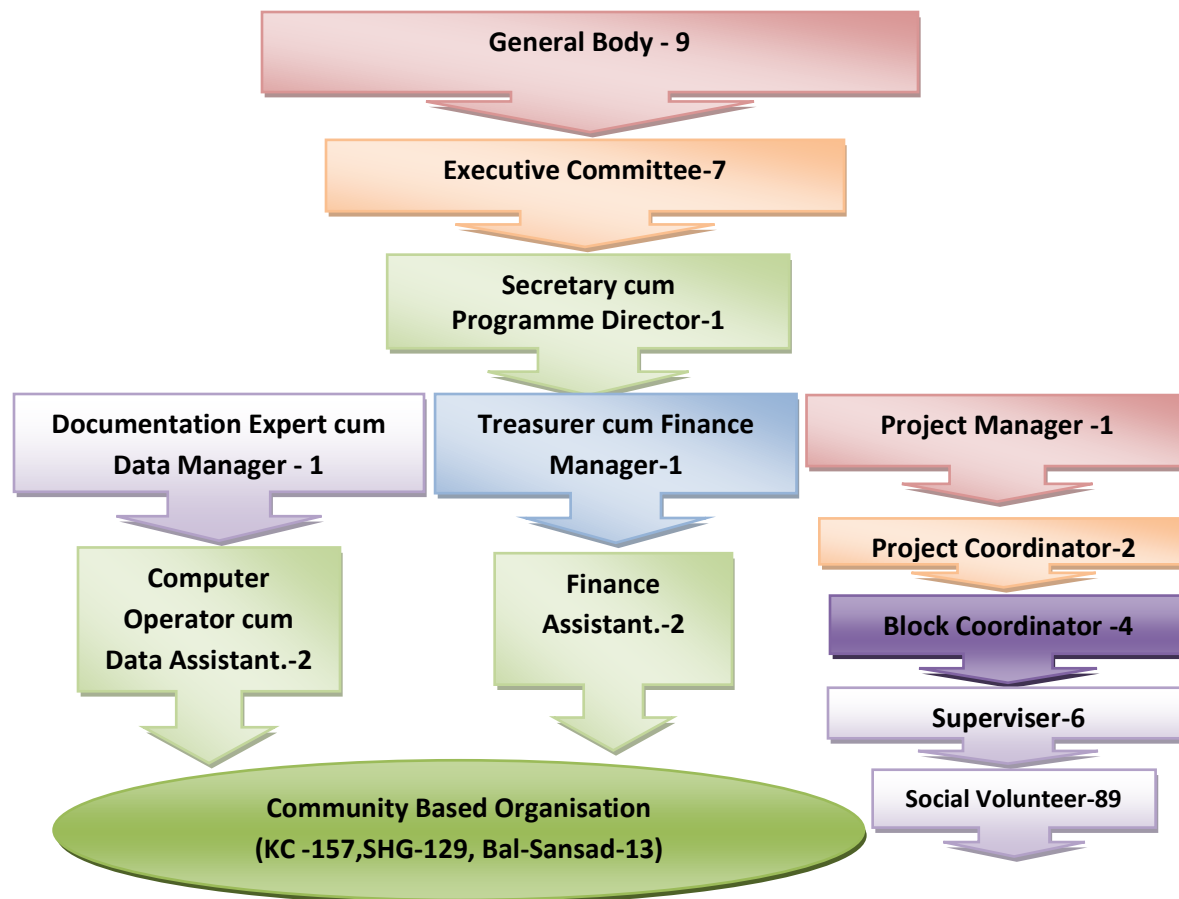 General Body - 9
Executive Committee-7
Secretary cum
Programme Director-1
Documentation Expert cum
Data Manager - 1
Treasurer cum Finance
Manager-1
Project Manager -1
Computer
Operator cum
Data Assistant.-2
Finance
Assistant.-2
Project Coordinator-2
Block Coordinator -4
Superviser-6
Social Volunteer-89
Community Based Organisation
(KC -157,SHG-129, Bal-Sansad-13)